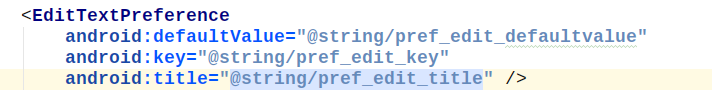 <EditTextPreference
android:defaultValue="@string/pref_edit_defaultvalue"
android:key="@string/pref_edit_key"
android:title="@string/pref_edit_title" />